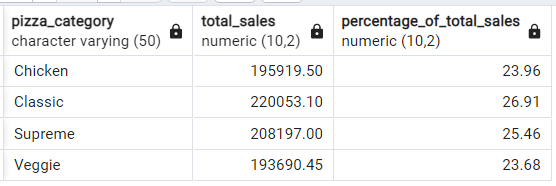 pizza_category total_sales percentage_of_total_sales
character varying (50) numeric (10,2) numeric (10,2)
Chicken 195919.50 23.96
Classic 220053.10 26.91
Supreme 208197.00 25.46
Veggie 193690.45 23.68